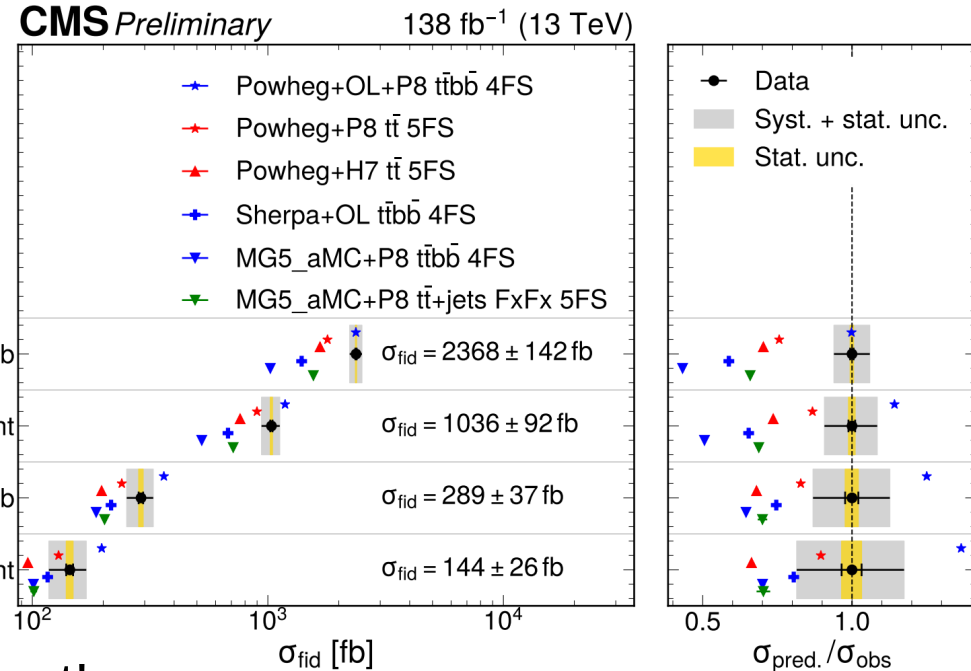 CMS Preliminary 138 fb⁻¹ (13 TeV)
Powheg+OL+P8 tt̄bb̄ 4FS
Powheg+P8 tt̄ 5FS
Powheg+H7 tt̄ 5FS
Sherpa+OL tt̄bb̄ 4FS
MG5_aMC+P8 tt̄bb̄ 4FS
MG5_aMC+P8 tt̄+jets FxFx 5FS
Data
Syst. + stat. unc.
Stat. unc.
b σfid = 2368 ± 142 fb
nt σfid = 1036 ± 92 fb
b σfid = 289 ± 37 fb
nt σfid = 144 ± 26 fb
10² 10³ 10⁴
σfid [fb]
0.5 1.0
σpred./σobs